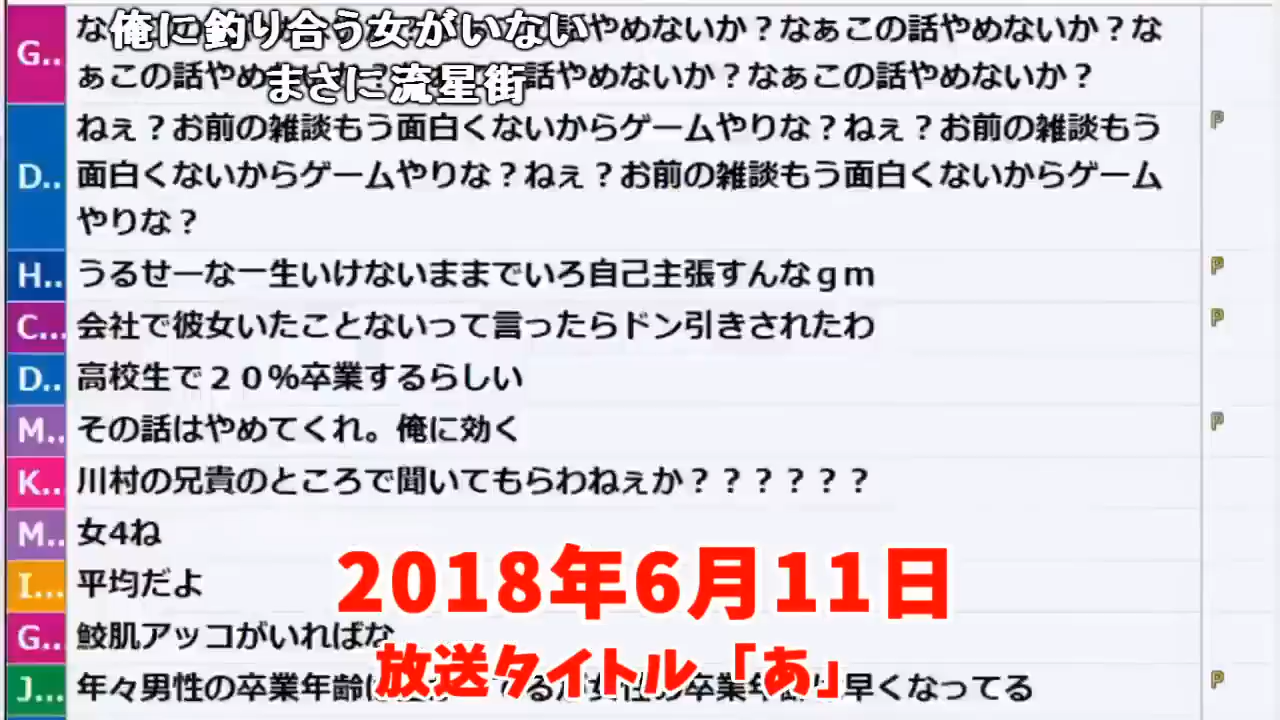 俺に釣り合う女がいない
まさに流星街
G..
話やめないか？なぁこの話やめないか？な
ぁこの話やめ 話やめないか？なぁこの話やめないか？
D..
ねぇ？お前の雑談もう面白くないからゲームやりな？ねぇ？お前の雑談もう
面白くないからゲームやりな？ねぇ？お前の雑談もう面白くないからゲーム
やりな？
P
H..
うるせーな一生いけないままでいろ自己主張すんなｇｍ
P
C...
会社で彼女いたことないって言ったらドン引きされたわ
P
D..
高校生で２０％卒業するらしい
M..
その話はやめてくれ。俺に効く
P
K..
川村の兄貴のところで聞いてもらわねぇか？？？？？？
M..
女4ね
I...
平均だよ
G..
鮫肌アッコがいればな
J...
年々男性の卒業年齢 早くなってる
P
2018年6月11日
放送タイトル「あ」